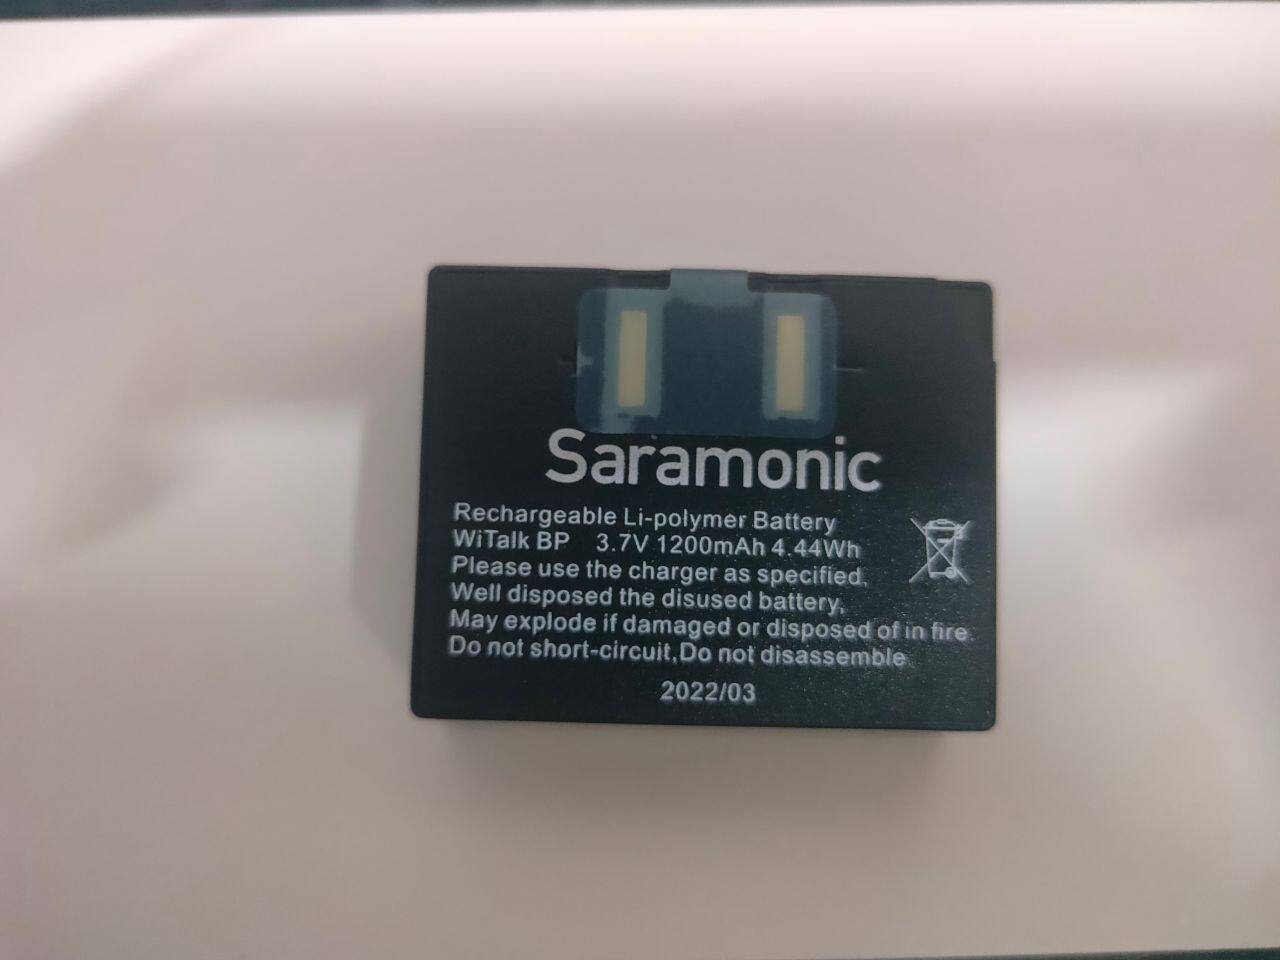 Saramonic
Rechargeable Li-polymer Battery
WiTalk BP 3.7V 1200mAh 4.44Wh
Please use the charger as specified.
Well disposed the disused battery,
May explode if damaged or disposed of in fire.
Do not short-circuit,Do not disassemble
2022/03